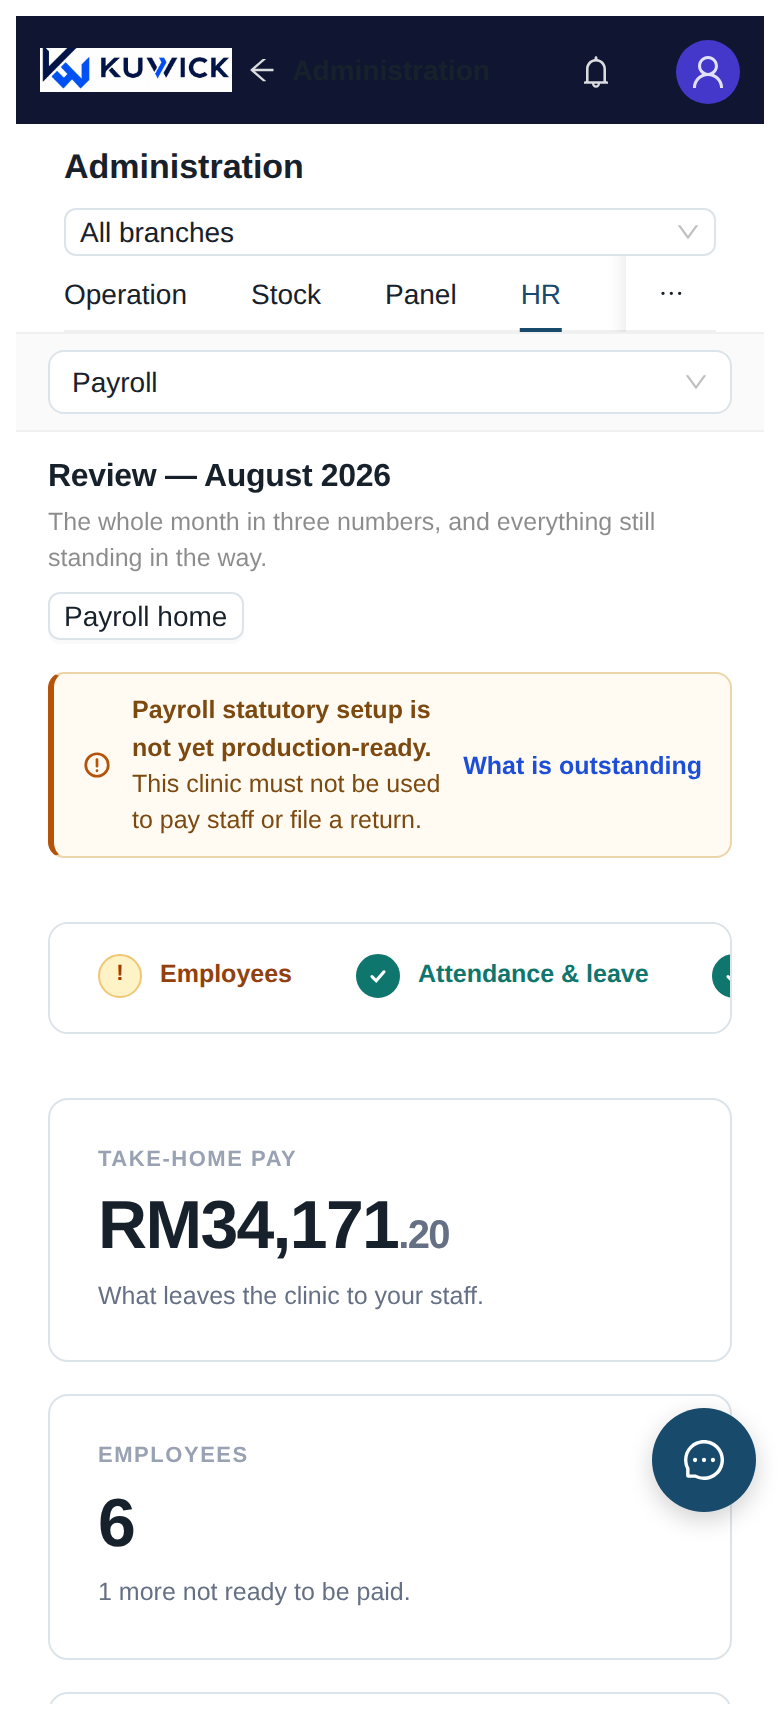 KUWICK
Administration
Administration
All branches
Operation Stock Panel HR ...
Payroll
Review — August 2026
The whole month in three numbers, and everything still
standing in the way.
Payroll home
Payroll statutory setup is
not yet production-ready.
This clinic must not be used
to pay staff or file a return.
What is outstanding
! Employees Attendance & leave
TAKE-HOME PAY
RM34,171.20
What leaves the clinic to your staff.
EMPLOYEES
6
1 more not ready to be paid.